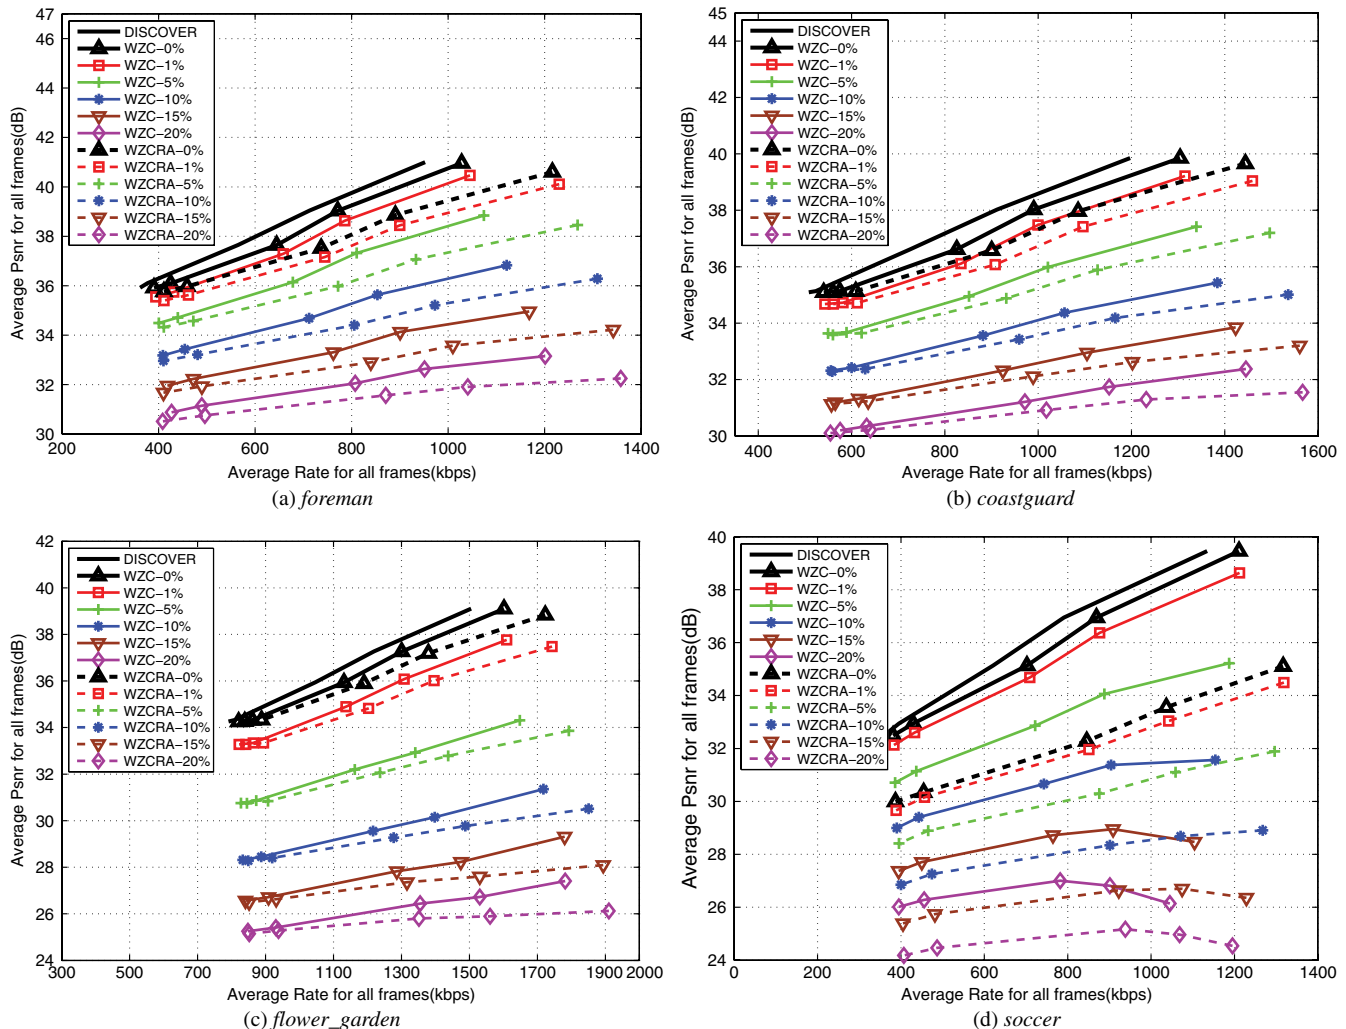 47
45
43
41
39
37
35
34
32
30
200 400 600 800 1000 1200 1400
Average Psnr for all frames(dB)
Average Rate for all frames(kbps)
DISCOVER
WZC-0%
WZC-1%
WZC-5%
WZC-10%
WZC-15%
WZC-20%
WZCRA-0%
WZCRA-1%
WZCRA-5%
WZCRA-10%
WZCRA-15%
WZCRA-20%
(a) foreman
45
42
39
38
36
35
33
32
30
400 600 800 1000 1200 1400 1600
Average Psnr for all frames(dB)
Average Rate for all frames(kbps)
DISCOVER
WZC-0%
WZC-1%
WZC-5%
WZC-10%
WZC-15%
WZC-20%
WZCRA-0%
WZCRA-1%
WZCRA-5%
WZCRA-10%
WZCRA-15%
WZCRA-20%
(b) coastguard
42
40
38
36
34
32
30
28
26
24
300 500 700 900 1100 1300 1500 1700 1900 2000
Average Psnr for all frames(dB)
Average Rate for all frames(kbps)
DISCOVER
WZC-0%
WZC-1%
WZC-5%
WZC-10%
WZC-15%
WZC-20%
WZCRA-0%
WZCRA-1%
WZCRA-5%
WZCRA-10%
WZCRA-15%
WZCRA-20%
(c) flower_garden
40
38
36
34
32
30
28
26
24
0 200 400 600 800 1000 1200 1400
Average Psnr for all frames(dB)
Average Rate for all frames(kbps)
DISCOVER
WZC-0%
WZC-1%
WZC-5%
WZC-10%
WZC-15%
WZC-20%
WZCRA-0%
WZCRA-1%
WZCRA-5%
WZCRA-10%
WZCRA-15%
WZCRA-20%
(d) soccer